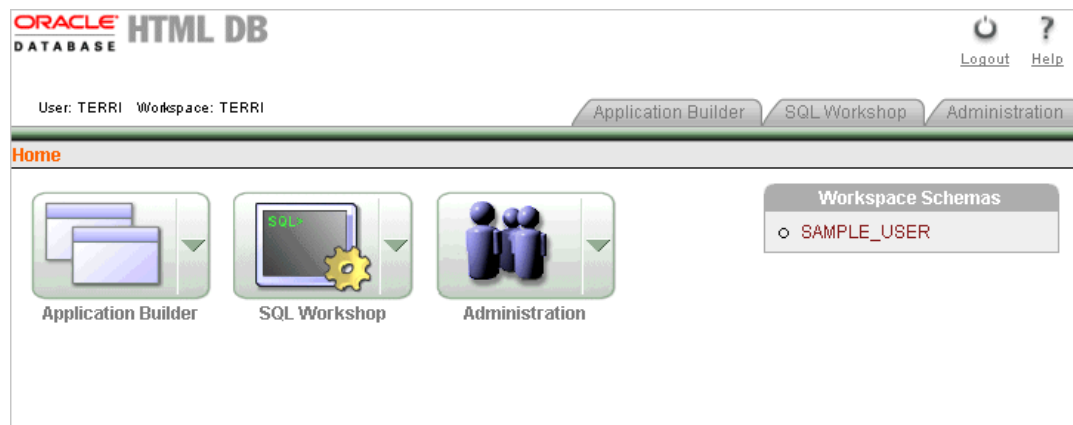 ORACLE DATABASE HTML DB
Logout Help
User: TERRI Workspace: TERRI
Application Builder SQL Workshop Administration
Home
Workspace Schemas
SAMPLE_USER
SQL>
Application Builder SQL Workshop Administration